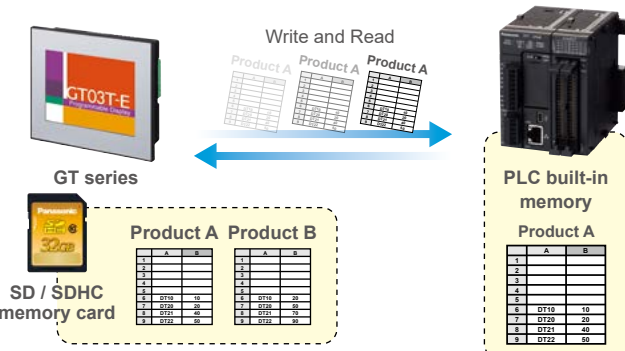 Write and Read
Product A
Product A
Product A
GT03T-E
Programmable Display
GT series
PLC built-in
memory
Panasonic
32GB
SD / SDHC
memory card
Product A
A B
1
2
3
4
5
6 DT10 10
7 DT20 20
8 DT21 40
9 DT22 50
Product B
A B
1
2
3
4
5
6 DT10 20
7 DT20 50
8 DT21 70
9 DT22 90
Product A
A B
1
2
3
4
5
6 DT10 10
7 DT20 20
8 DT21 40
9 DT22 50